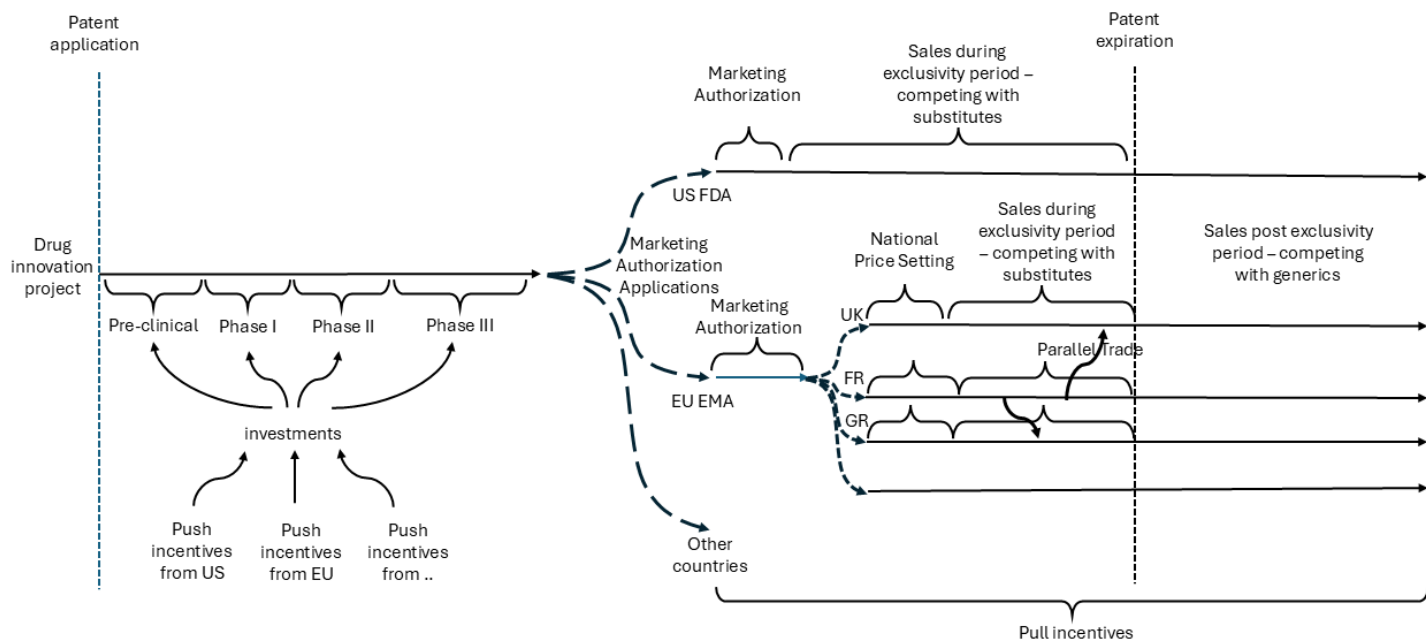 Patent
application
Patent
expiration
Marketing
Authorization
Sales during
exclusivity period –
competing with
substitutes
US FDA
Drug
innovation
project
Marketing
Authorization
Applications
Pre-clinical
Phase I
Phase II
Phase III
investments
Push
incentives
from US
Push
incentives
from EU
Push
incentives
from ..
National
Price Setting
Sales during
exclusivity period
– competing with
substitutes
Sales post exclusivity
period – competing
with generics
Marketing
Authorization
EU EMA
UK
Parallel Trade
FR
GR
Other
countries
Pull incentives